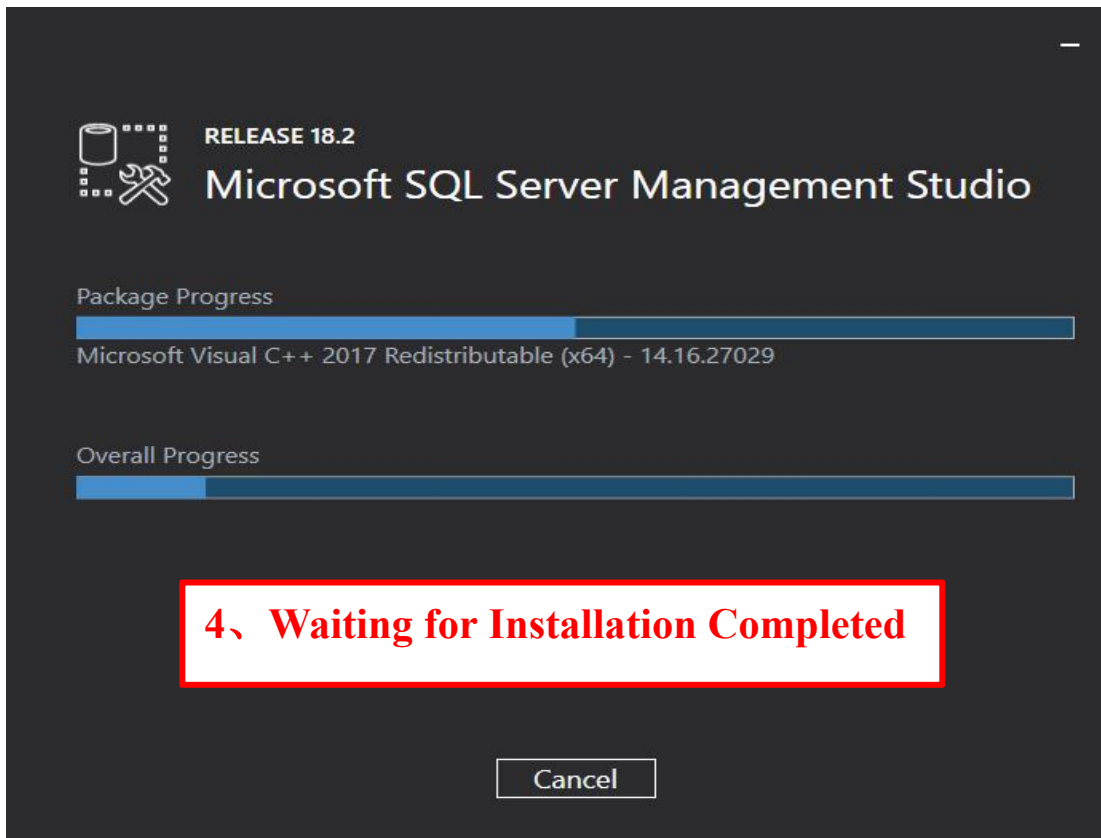 RELEASE 18.2
Microsoft SQL Server Management Studio
Package Progress
Microsoft Visual C++ 2017 Redistributable (x64) - 14.16.27029
Overall Progress
4、Waiting for Installation Completed
Cancel